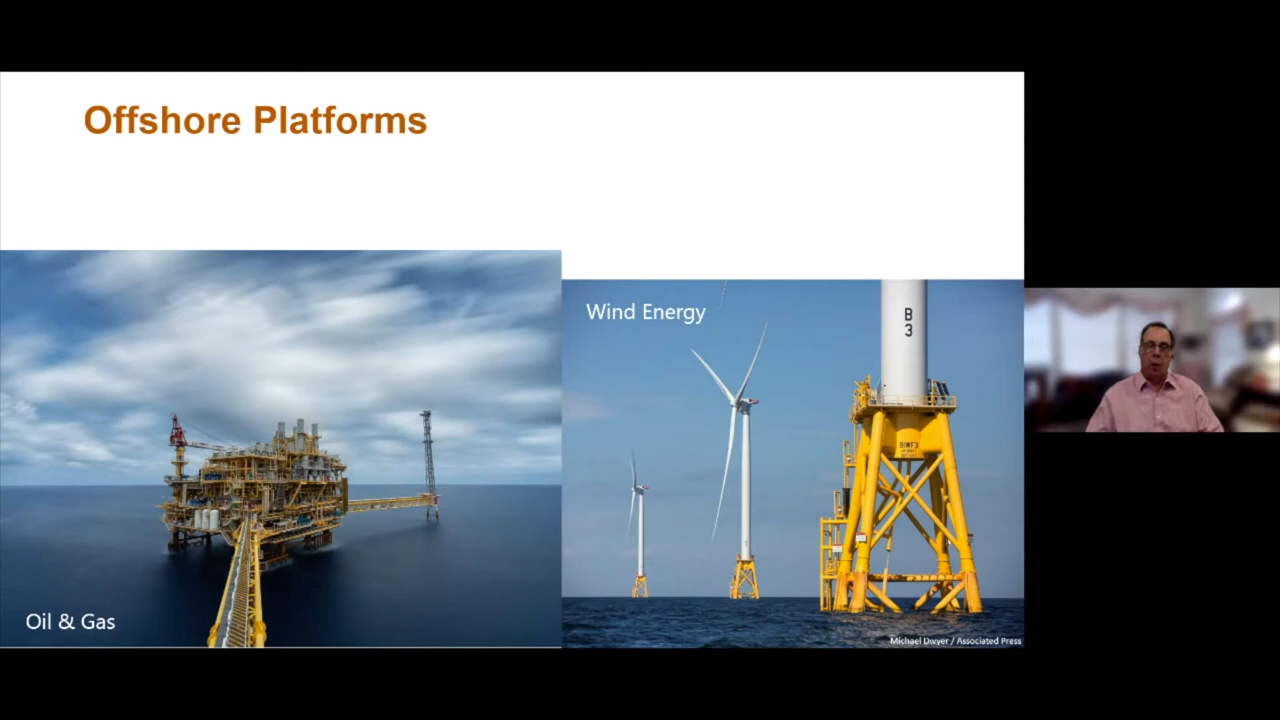 Offshore Platforms
Wind Energy
B
3
Oil & Gas
Michael Dwyer / Associated Press